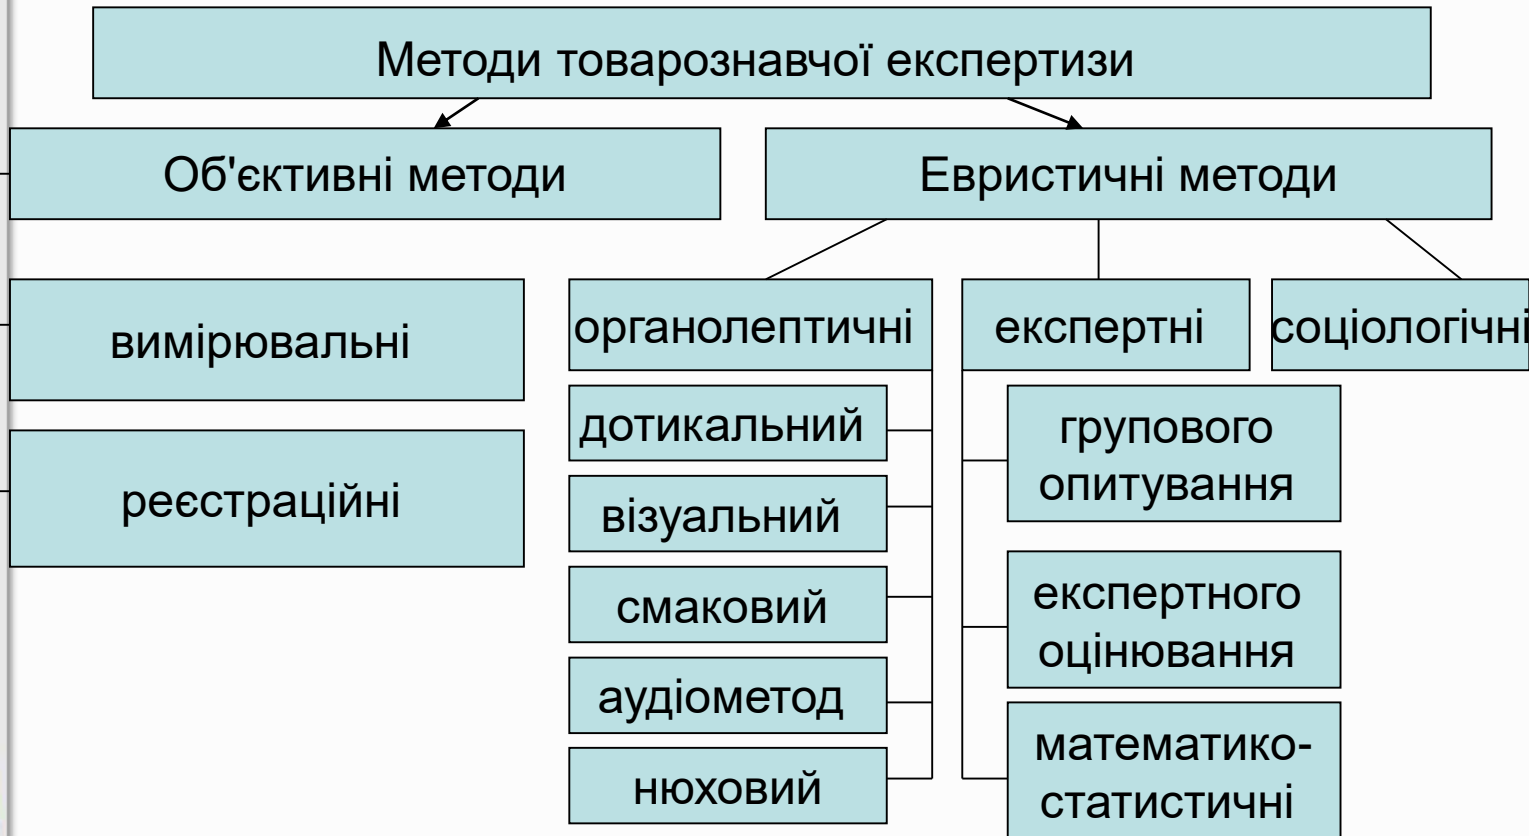 Методи товарознавчої експертизи
Об'єктивні методи
Евристичні методи
вимірювальні
реєстраційні
органолептичні
дотикальний
візуальний
смаковий
аудіометод
нюховий
експертні
групового
опитування
експертного
оцінювання
математико-
статистичні
соціологічні